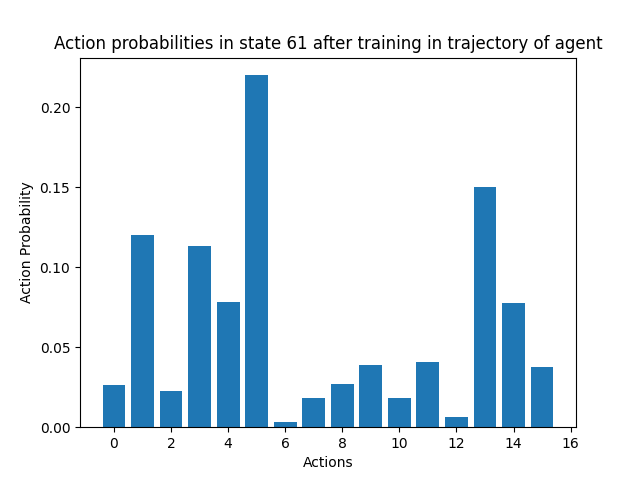 Action probabilities in state 61 after training in trajectory of agent
0.20
0.15
0.10
0.05
0.00
Action Probability
0 2 4 6 8 10 12 14 16
Actions